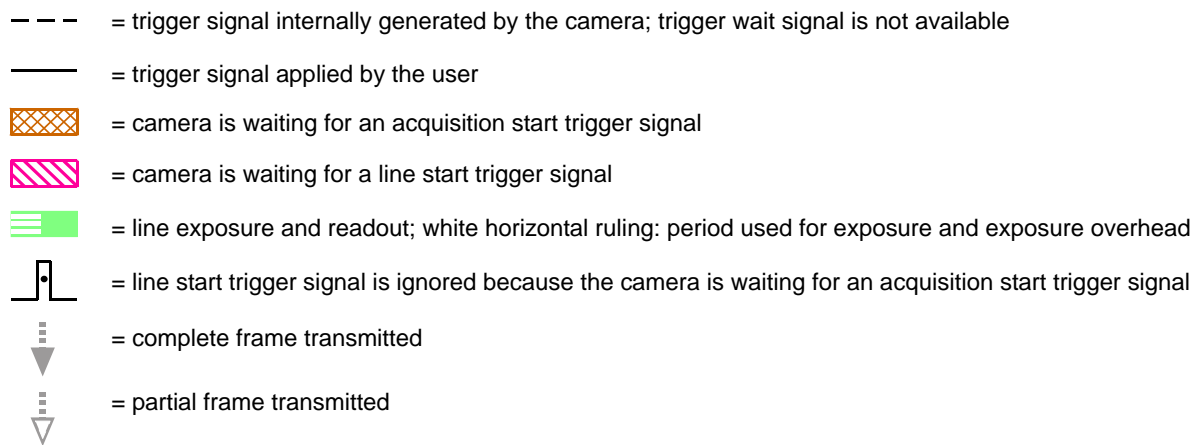 = trigger signal internally generated by the camera; trigger wait signal is not available
= trigger signal applied by the user
= camera is waiting for an acquisition start trigger signal
= camera is waiting for a line start trigger signal
= line exposure and readout; white horizontal ruling: period used for exposure and exposure overhead
= line start trigger signal is ignored because the camera is waiting for an acquisition start trigger signal
= complete frame transmitted
= partial frame transmitted